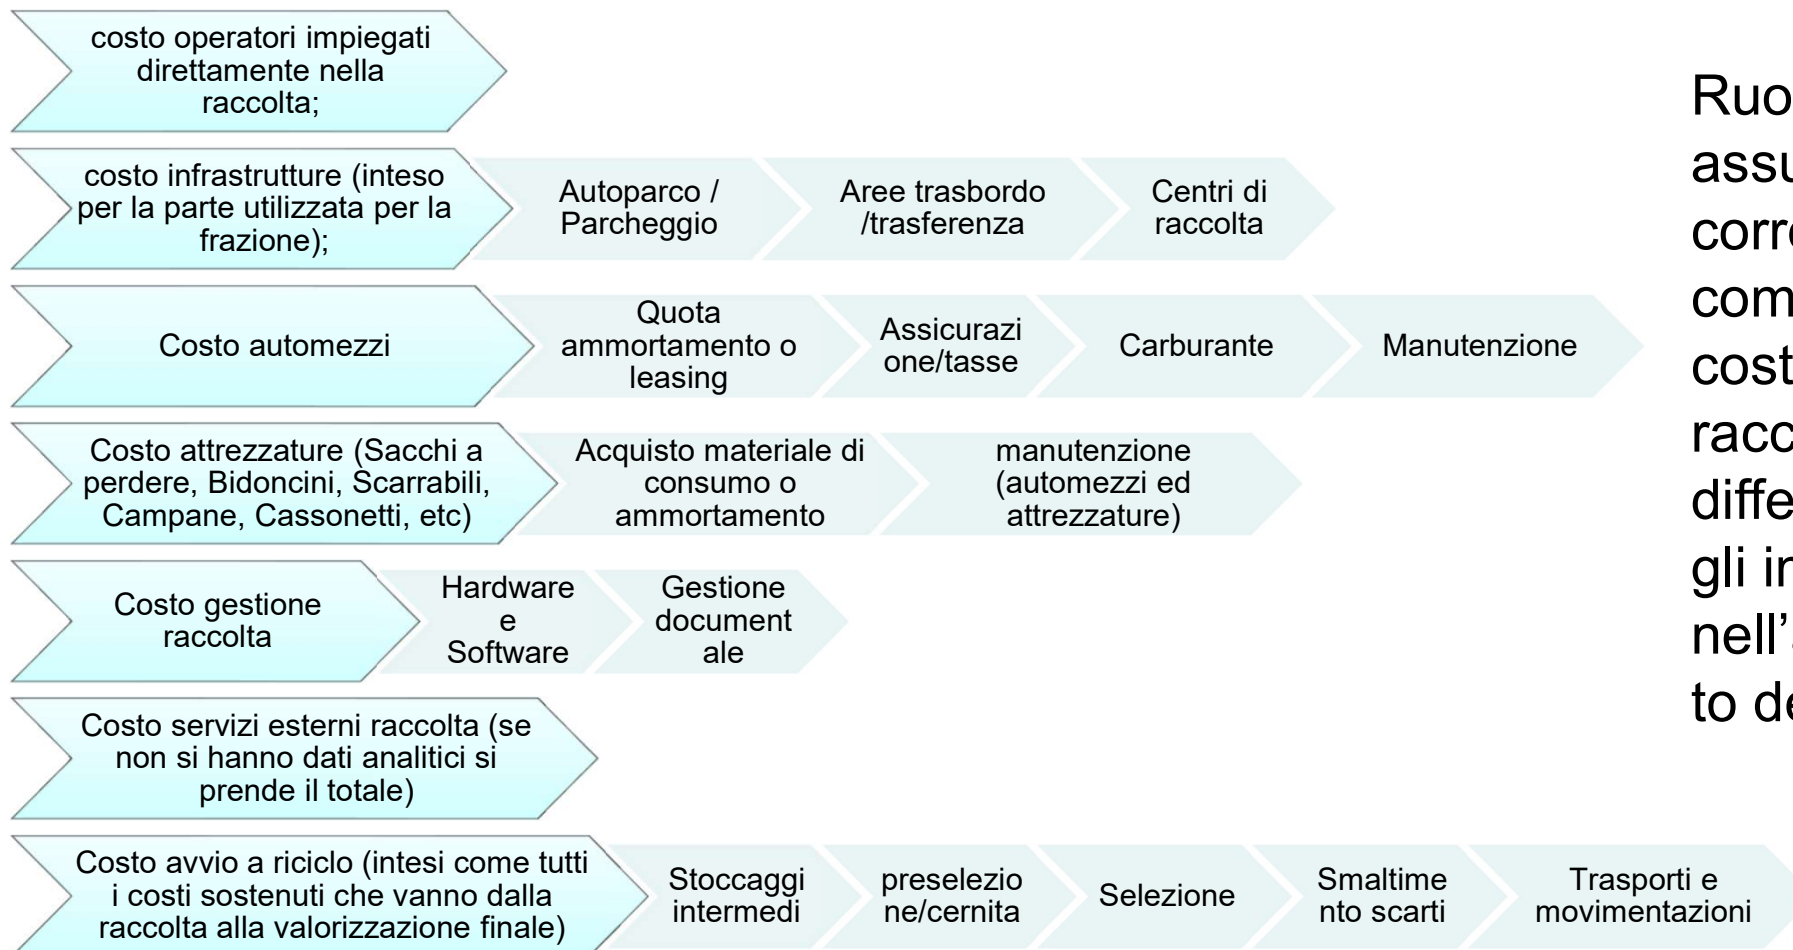 costo operatori impiegati
direttamente nella
raccolta;
costo infrastrutture (inteso
per la parte utilizzata per la
frazione);
Autoparco /
Parcheggio
Aree trasbordo
/trasferenza
Centri di
raccolta
Costo automezzi
Quota
ammortamento o
leasing
Assicurazi
one/tasse
Carburante
Manutenzione
Costo attrezzature (Sacchi a
perdere, Bidoncini, Scarrabili,
Campane, Cassonetti, etc)
Acquisto materiale di
consumo o
ammortamento
manutenzione
(automezzi ed
attrezzature)
Costo gestione
raccolta
Hardware
e
Software
Gestione
document
ale
Costo servizi esterni raccolta (se
non si hanno dati analitici si
prende il totale)
Costo avvio a riciclo (intesi come tutti
i costi sostenuti che vanno dalla
raccolta alla valorizzazione finale)
Stoccaggi
intermedi
preselezio
ne/cernita
Selezione
Smaltime
nto scarti
Trasporti e
movimentazioni
gli
to